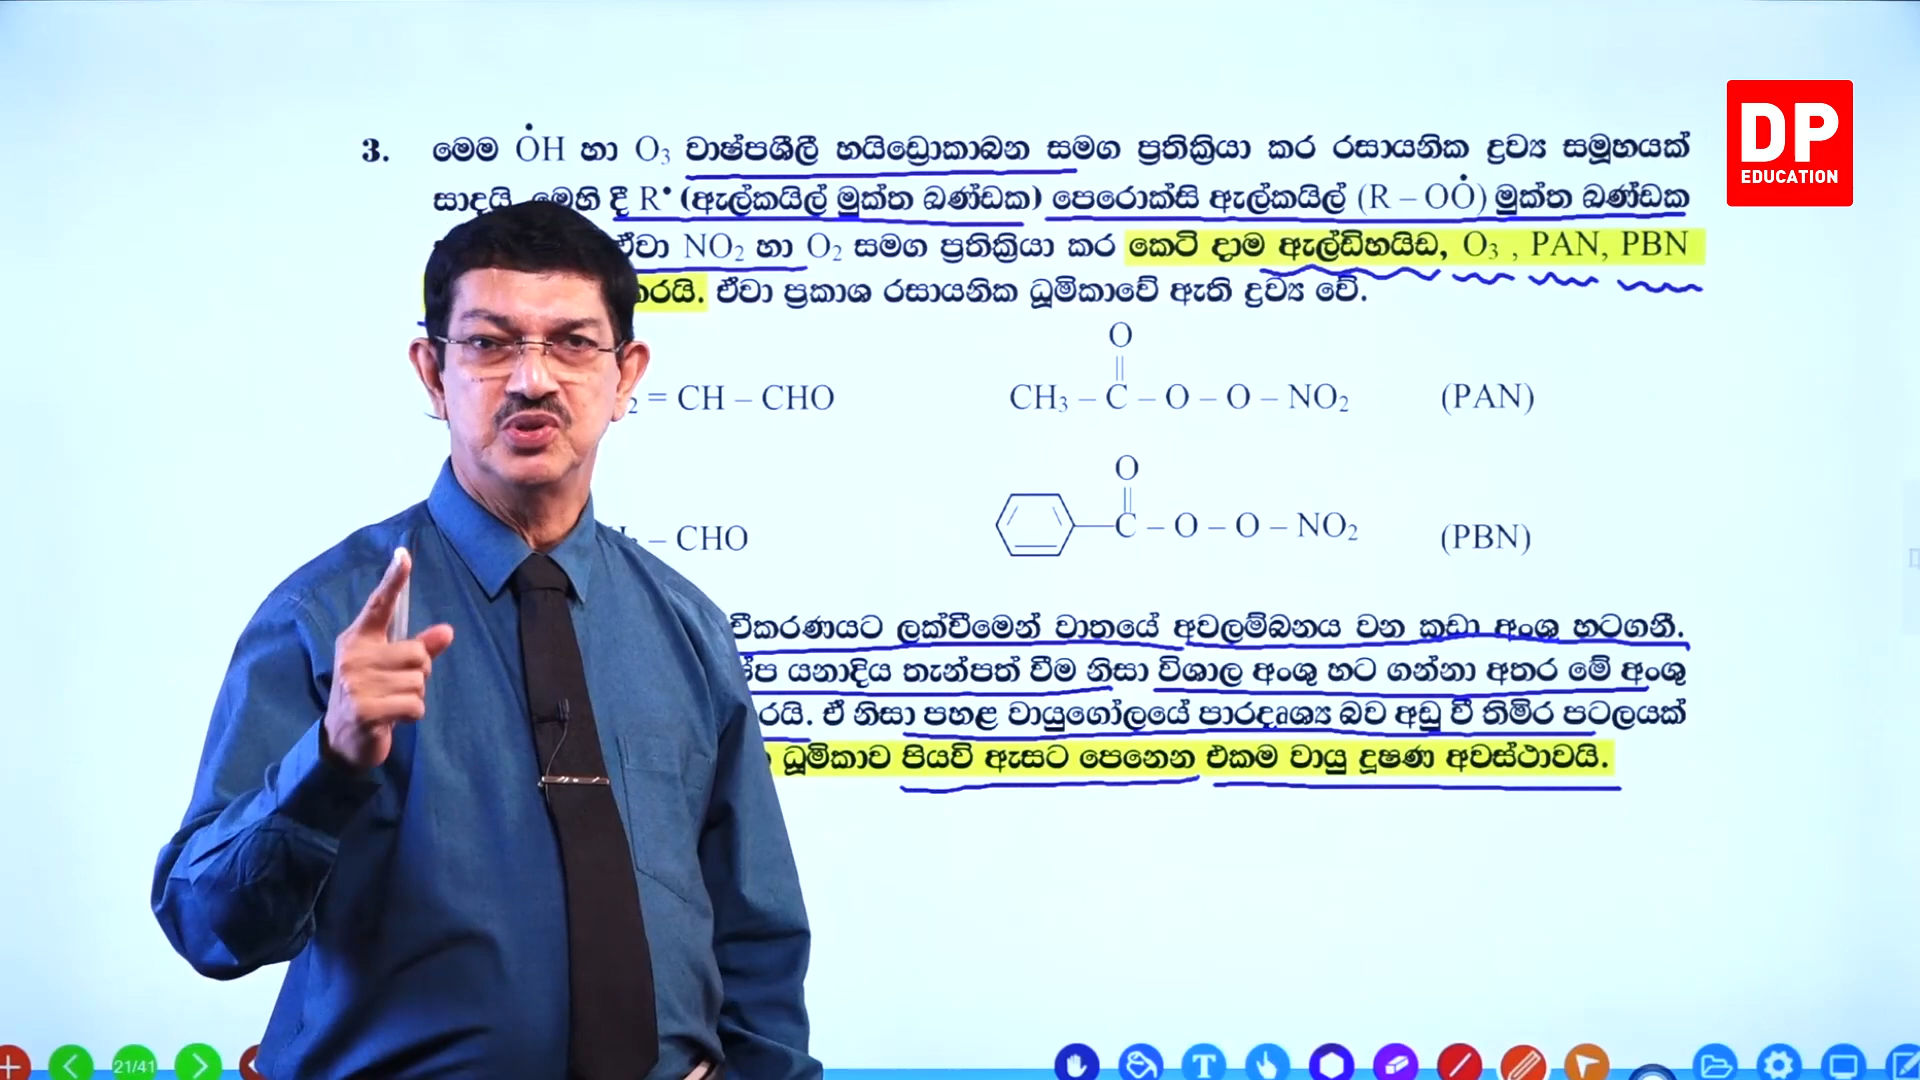 DP
EDUCATION
3. මෙම ȮH හා O₃ වාෂ්පශීලී හයිඩ්‍රොකාබන සමග ප්‍රතික්‍රියා කර රසායනික ද්‍රව්‍ය සමූහයක්
සාදයි. මෙහි දී R• (ඇල්කයිල් මුක්ත ඛණ්ඩක) පෙරොක්සි ඇල්කයිල් (R – OȮ) මුක්ත ඛණ්ඩක
ඒවා NO₂ හා O₂ සමග ප්‍රතික්‍රියා කර කෙටි දාම ඇල්ඩිහයිඩ, O₃ , PAN, PBN
කරයි. ඒවා ප්‍රකාශ රසායනික ධූමිකාවේ ඇති ද්‍රව්‍ය වේ.
O
₂ = CH – CHO CH₃ – C – O – O – NO₂ (PAN)
O
– CHO C – O – O – NO₂ (PBN)
වීකරණයට ලක්වීමෙන් වාතයේ අවලම්බනය වන කුඩා අංශු හටගනී.
යනාදිය තැන්පත් වීම නිසා විශාල අංශු හට ගන්නා අතර මේ අංශු
රයි. ඒ නිසා පහළ වායුගෝලයේ පාරදෘශ්‍ය බව අඩු වී තිමිර පටලයක්
ධූමිකාව පියවි ඇසට පෙනෙන එකම වායු දූෂණ අවස්ථාවයි.
21/41
T